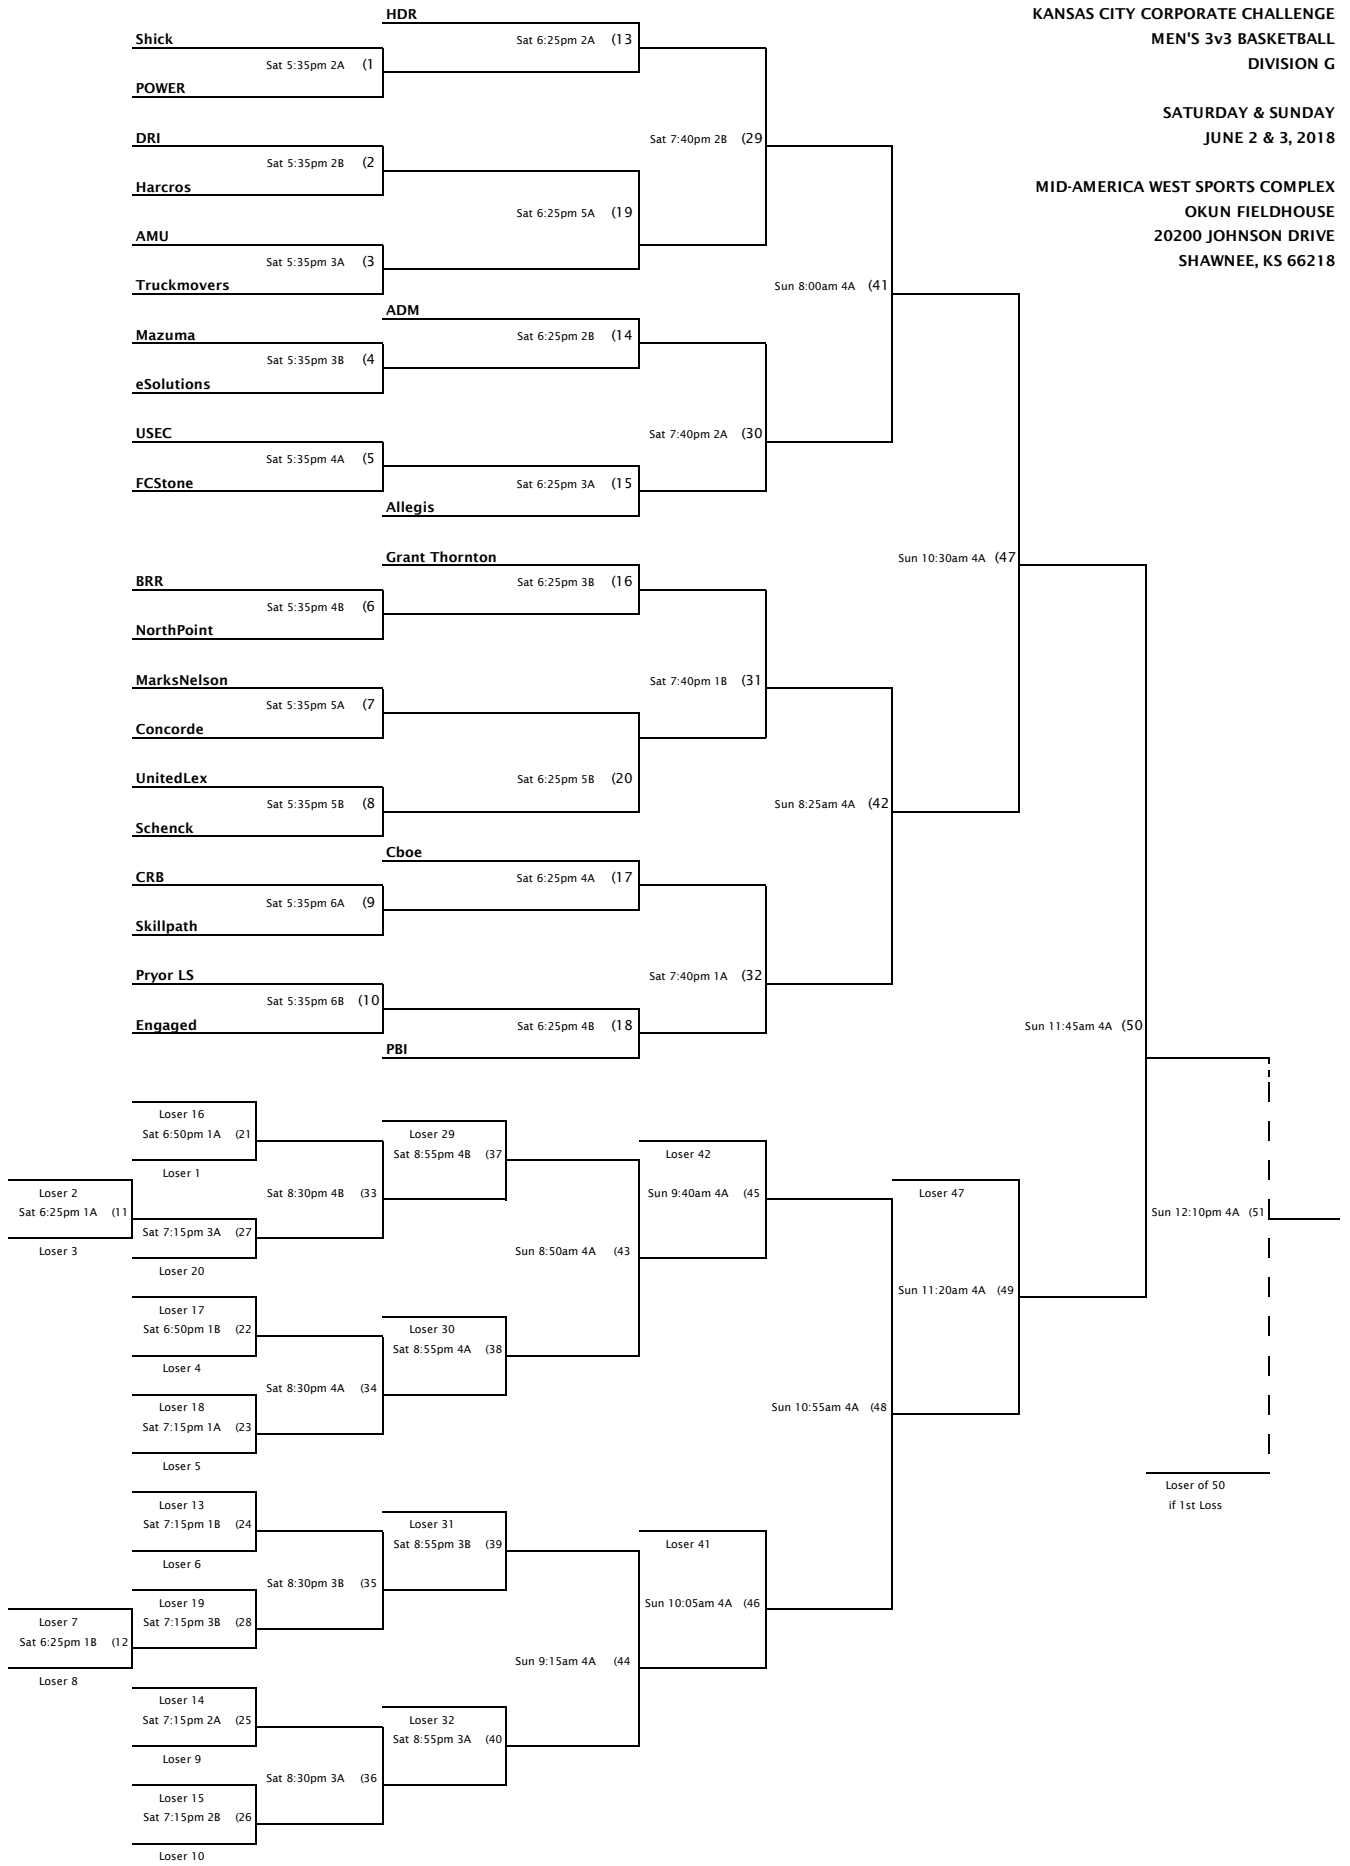 KANSAS CITY CORPORATE CHALLENGE
MEN'S 3v3 BASKETBALL
DIVISION G
SATURDAY & SUNDAY
JUNE 2 & 3, 2018
MID-AMERICA WEST SPORTS COMPLEX
OKUN FIELDHOUSE
20200 JOHNSON DRIVE
SHAWNEE, KS 66218
HDR
Sat 6:25pm 2A (13
Shick
Sat 5:35pm 2A (1
POWER
DRI
Sat 5:35pm 2B (2
Harcros
Sat 7:40pm 2B (29
Sat 6:25pm 5A (19
AMU
Sat 5:35pm 3A (3
Truckmovers
Sun 8:00am 4A (41
ADM
Sat 6:25pm 2B (14
Mazuma
Sat 5:35pm 3B (4
eSolutions
USEC
Sat 7:40pm 2A (30
Sat 5:35pm 4A (5
FCStone
Sat 6:25pm 3A (15
Allegis
Grant Thornton
Sun 10:30am 4A (47
Sat 6:25pm 3B (16
BRR
Sat 5:35pm 4B (6
NorthPoint
MarksNelson
Sat 7:40pm 1B (31
Sat 5:35pm 5A (7
Concorde
UnitedLex
Sat 6:25pm 5B (20
Sat 5:35pm 5B (8
Sun 8:25am 4A (42
Schenck
Cboe
Sat 6:25pm 4A (17
CRB
Sat 5:35pm 6A (9
Skillpath
Pryor LS
Sat 7:40pm 1A (32
Sat 5:35pm 6B (10
Engaged
Sat 6:25pm 4B (18
Sun 11:45am 4A (50
PBI
Loser 16
Sat 6:50pm 1A (21
Loser 1
Loser 29
Sat 8:55pm 4B (37
Loser 42
Loser 2
Sat 6:25pm 1A (11
Loser 3
Sat 8:30pm 4B (33
Sun 9:40am 4A (45
Loser 47
Sat 7:15pm 3A (27
Loser 20
Sun 12:10pm 4A (51
Sun 8:50am 4A (43
Loser 17
Sat 6:50pm 1B (22
Loser 4
Sun 11:20am 4A (49
Loser 30
Sat 8:55pm 4A (38
Sat 8:30pm 4A (34
Loser 18
Sat 7:15pm 1A (23
Loser 5
Sun 10:55am 4A (48
Loser of 50
if 1st Loss
Loser 13
Sat 7:15pm 1B (24
Loser 6
Loser 31
Sat 8:55pm 3B (39
Loser 41
Sat 8:30pm 3B (35
Loser 19
Sat 7:15pm 3B (28
Sun 10:05am 4A (46
Loser 7
Sat 6:25pm 1B (12
Loser 8
Sun 9:15am 4A (44
Loser 14
Sat 7:15pm 2A (25
Loser 9
Loser 32
Sat 8:55pm 3A (40
Sat 8:30pm 3A (36
Loser 15
Sat 7:15pm 2B (26
Loser 10